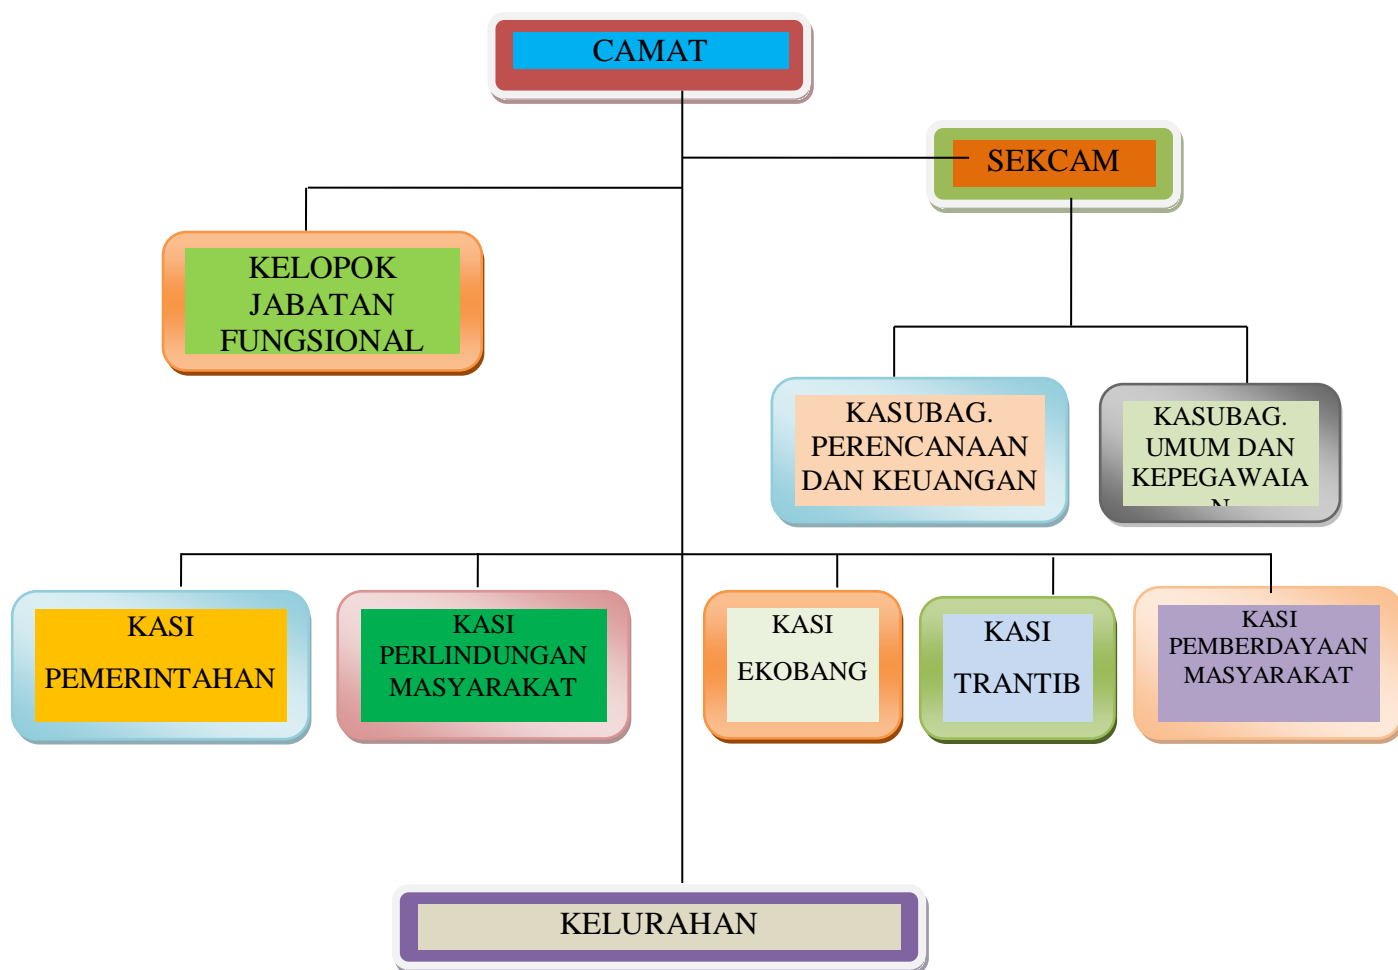 CAMAT
SEKCAM
KELOPOK
JABATAN
FUNGSIONAL
KASUBAG.
PERENCANAAN
DAN KEUANGAN
KASUBAG.
UMUM DAN
KEPEGAWAIA
N
KASI
PEMERINTAHAN
KASI
PERLINDUNGAN
MASYARAKAT
KASI
EKOBANG
KASI
TRANTIB
KASI
PEMBERDAYAAN
MASYARAKAT
KELURAHAN